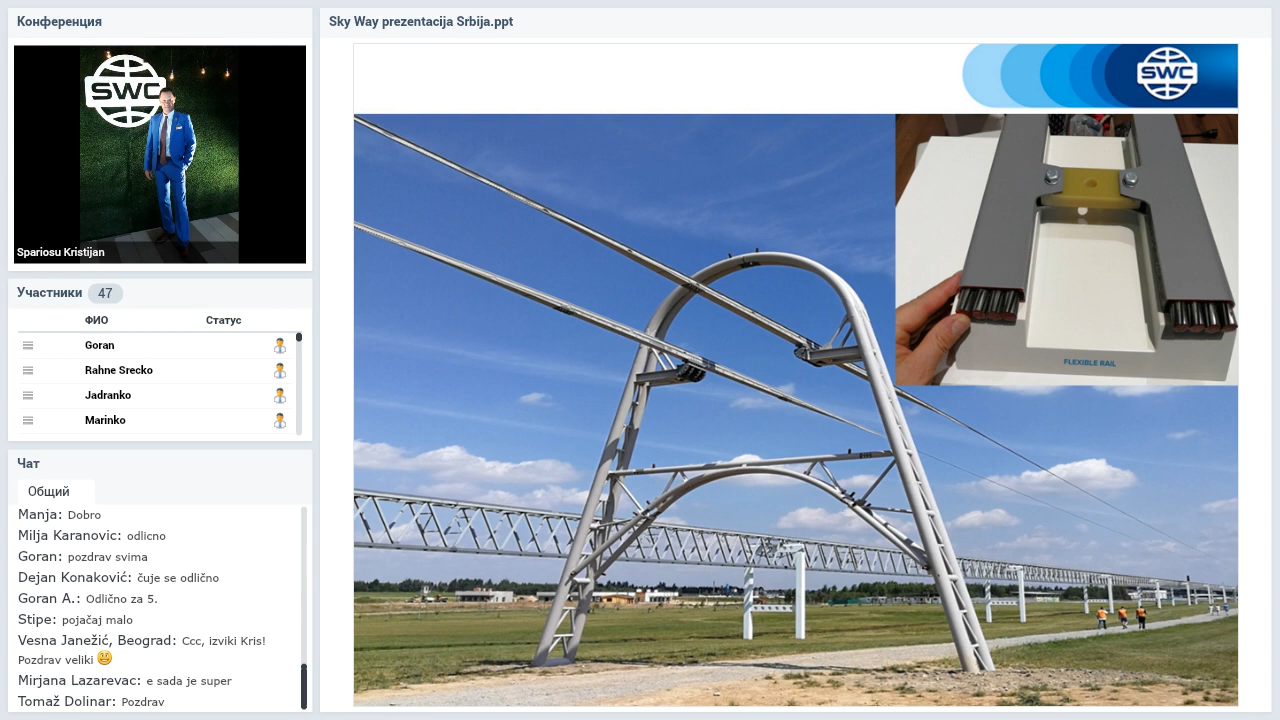 Конференция
SWC
Spariosu Kristijan
Участники 47
ФИО Статус
Goran
Rahne Srecko
Jadranko
Marinko
Чат
Общий
Manja: Dobro
Milja Karanovic: odlicno
Goran: pozdrav svima
Dejan Konaković: čuje se odlično
Goran A.: Odlično za 5.
Stipe: pojačaj malo
Vesna Janežić, Beograd: Ccc, izviki Kris!
Pozdrav veliki
Mirjana Lazarevac: e sada je super
Tomaž Dolinar: Pozdrav
Sky Way prezentacija Srbija.ppt
SWC
FLEXIBLE RAIL